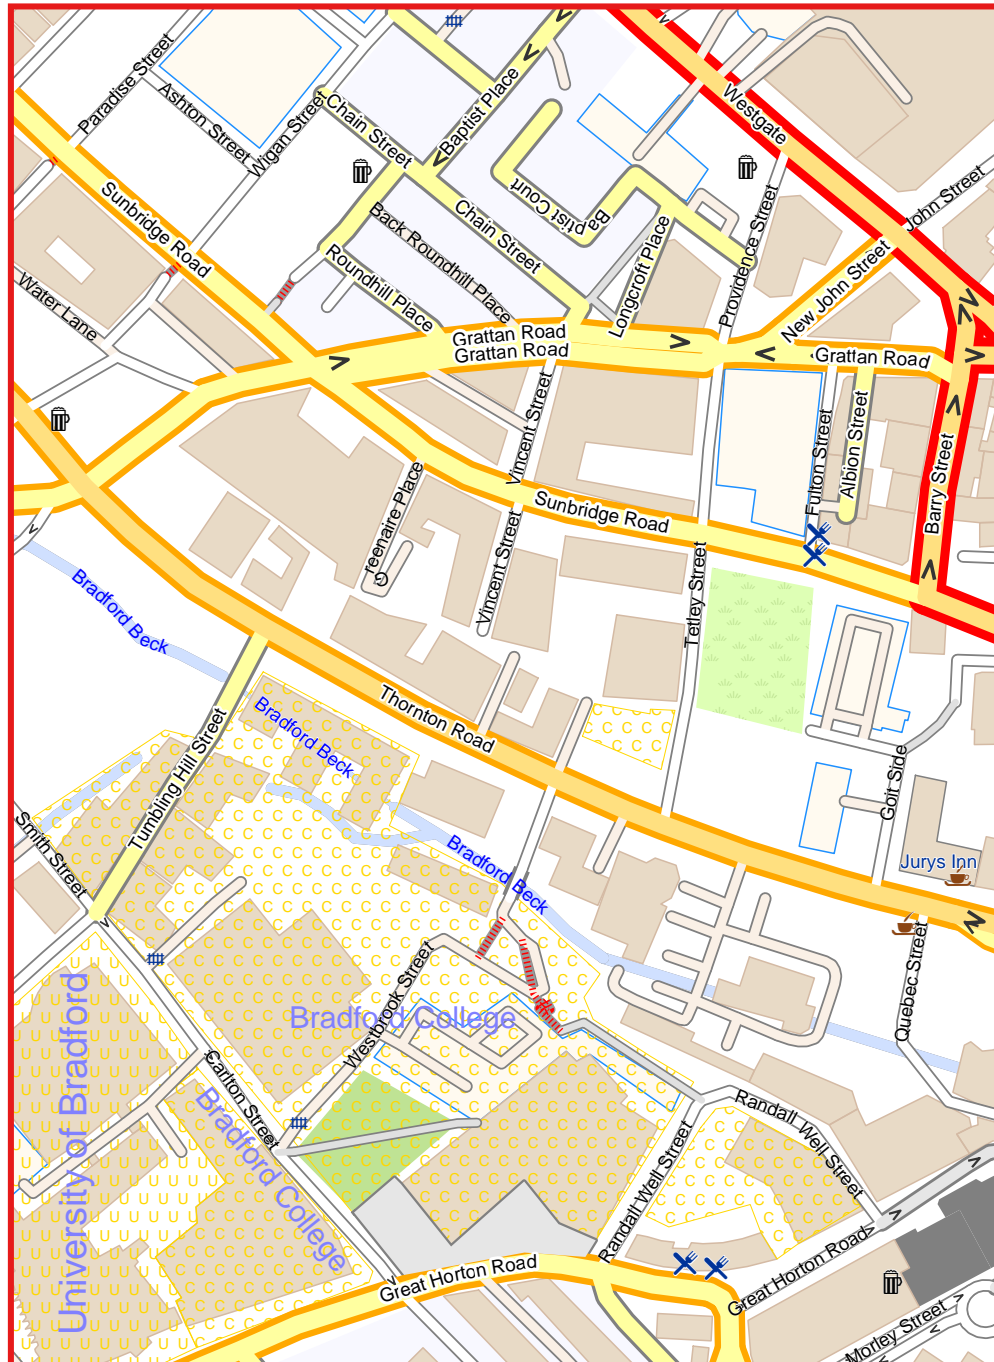 Paradise Street
Ashton Street
Wigan Street
Chain Street
Baptist Place
Westgate
John Street
Sunbridge Road
Back Roundhill Place
Chain Street
Baptist Court
Longcroft Place
Providence Street
New John Street
Water Lane
Roundhill Place
Grattan Road
Grattan Road
Grattan Road
Vincent Street
Fulton Street
Albion Street
Barry Street
reenaire Place
Sunbridge Road
Vincent Street
Tetley Street
Bradford Beck
Bradford Beck
Thornton Road
Tumbling Hill Street
Goit Side
Smith Street
Bradford Beck
Jurys Inn
Quebec Street
Westbrook Street
University of Bradford
Bradford College
Carlton Street
Bradford College
Randall Well Street
Randall Well Street
Great Horton Road
Great Horton Road
Morley Street